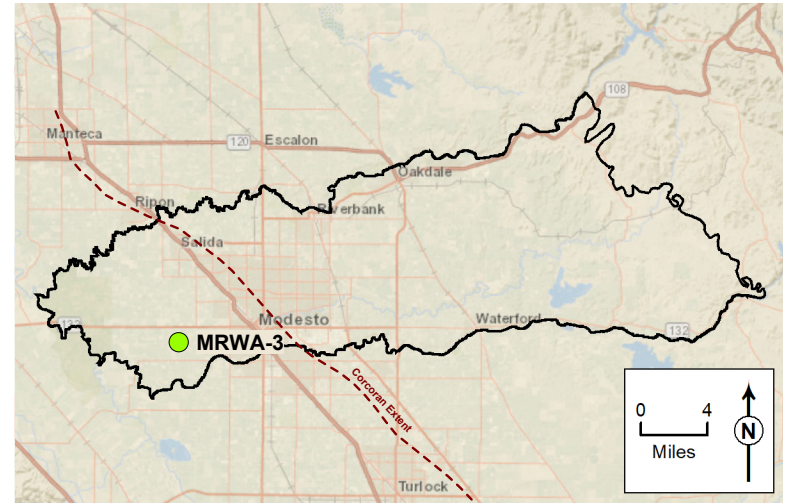 108
Manteca
120
Escalon
Oakdale
Ripon
Riverbank
Salida
132
Modesto
Waterford
132
MRWA-3
Corcoran Extent
0 4
Miles
N
Turlock